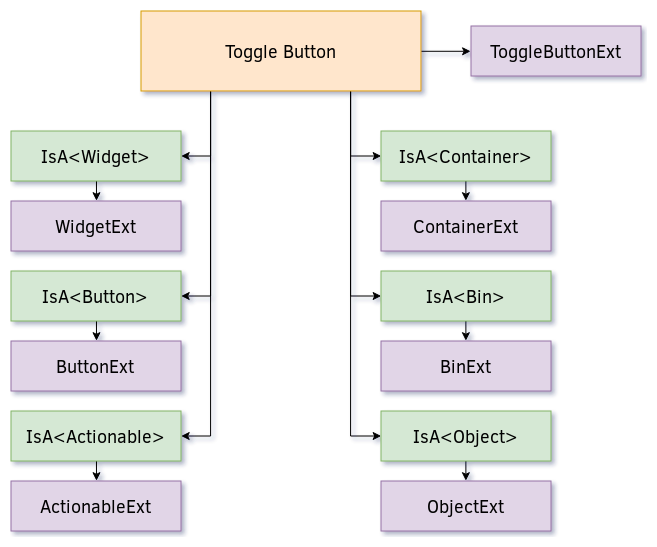 Toggle Button
ToggleButtonExt
IsA<Widget>
WidgetExt
IsA<Button>
ButtonExt
IsA<Actionable>
ActionableExt
IsA<Container>
ContainerExt
IsA<Bin>
BinExt
IsA<Object>
ObjectExt